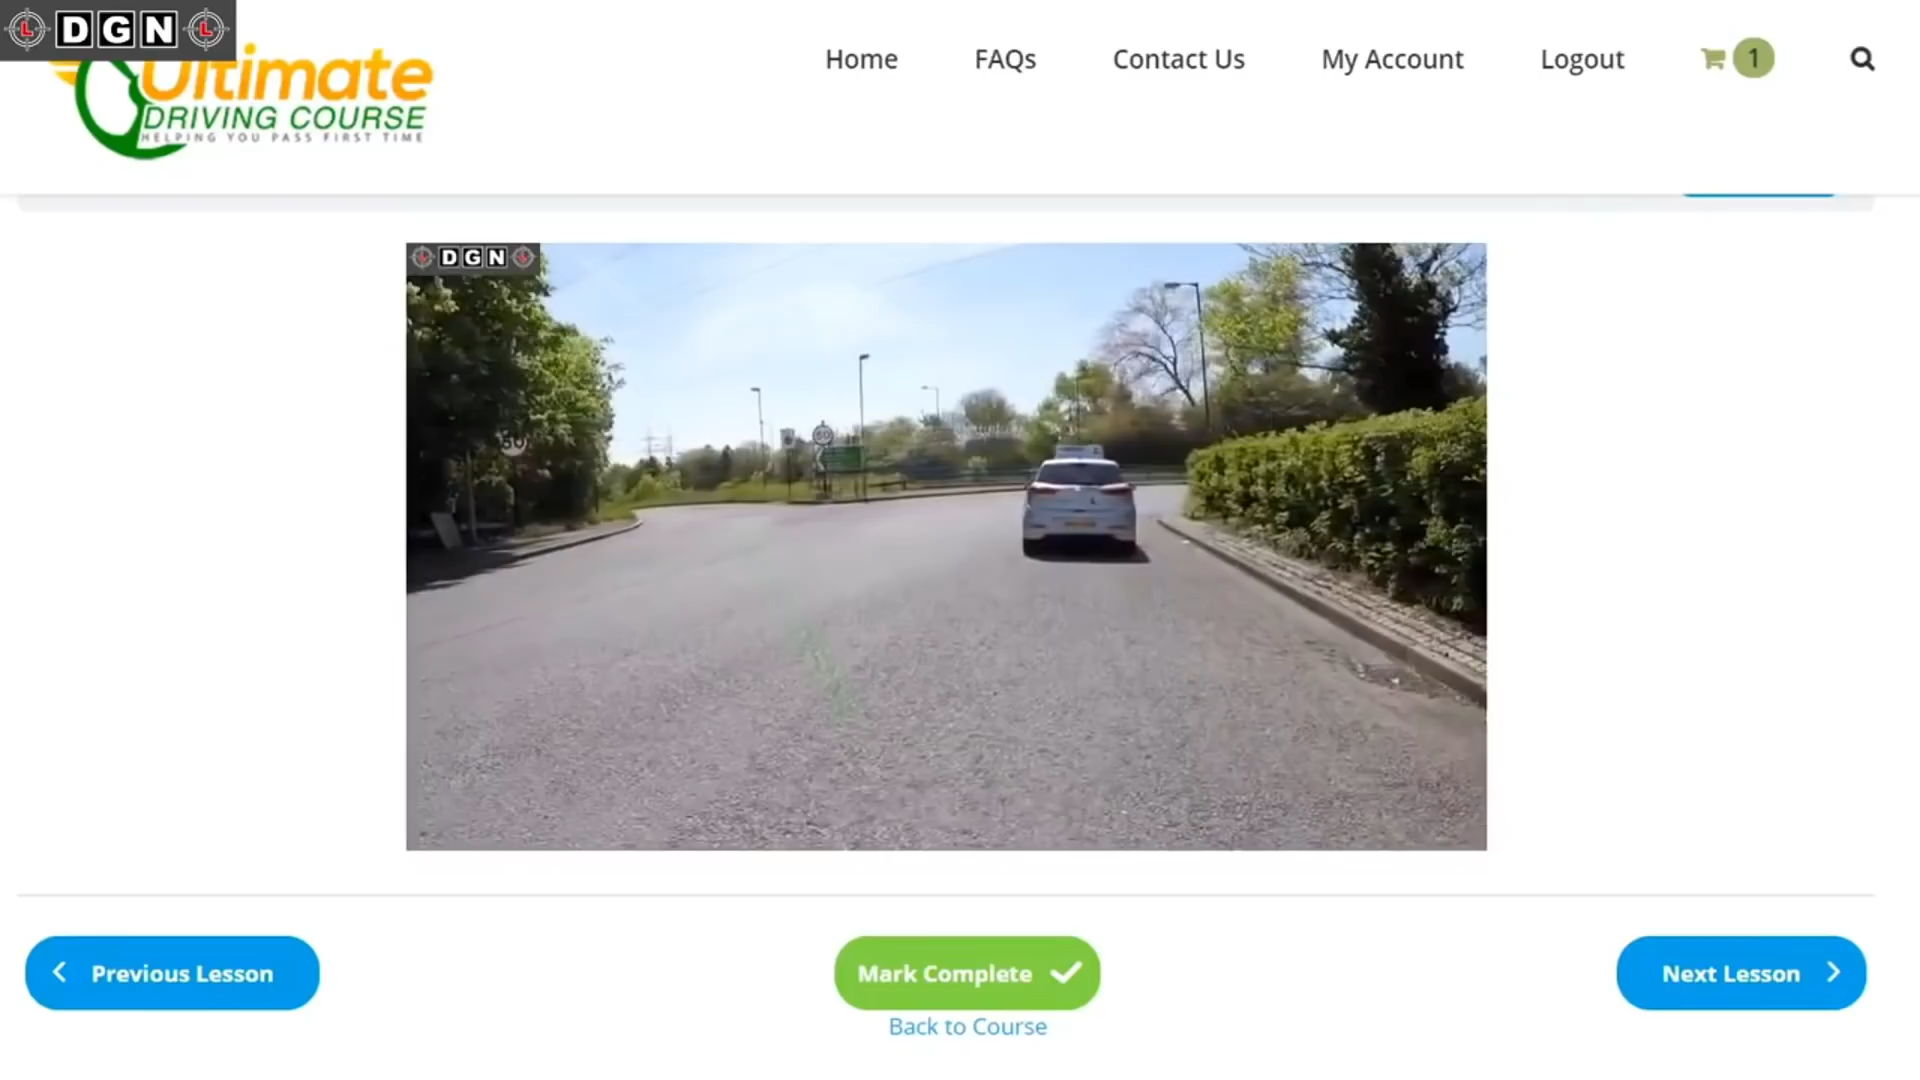 DGN
Ultimate
DRIVING COURSE
HELPING YOU PASS FIRST TIME
Home
FAQs
Contact Us
My Account
Logout
1
DGN
50
50
Previous Lesson
Mark Complete
Next Lesson
Back to Course